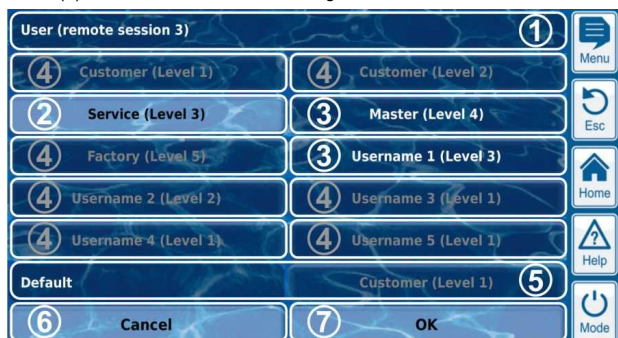 User (remote session 3) 1
Menu
4 Customer (Level 1) 4 Customer (Level 2)
2 Service (Level 3) 3 Master (Level 4)
Esc
4 Factory (Level 5) 3 Username 1 (Level 3)
Home
4 Username 2 (Level 2) 4 Username 3 (Level 1)
4 Username 4 (Level 1) 4 Username 5 (Level 1)
? Help
Default Customer (Level 1) 5
6 Cancel 7 OK
Mode